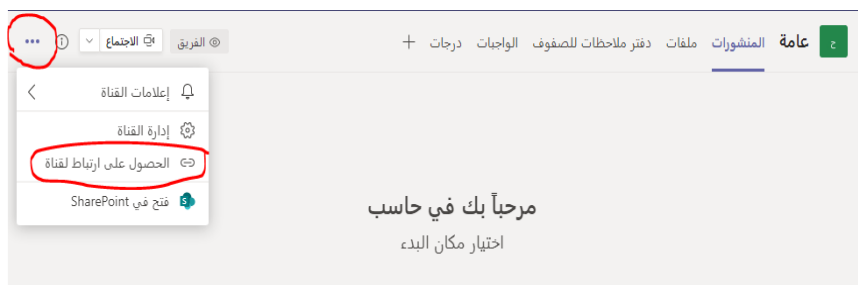 ح عامة المنشورات ملفات دفتر ملاحظات للصفوف الواجبات درجات + الفريق الاجتماع
إعلامات القناة
إدارة القناة
الحصول على ارتباط لقناة
فتح في SharePoint
مرحباً بك في حاسب
اختيار مكان البدء